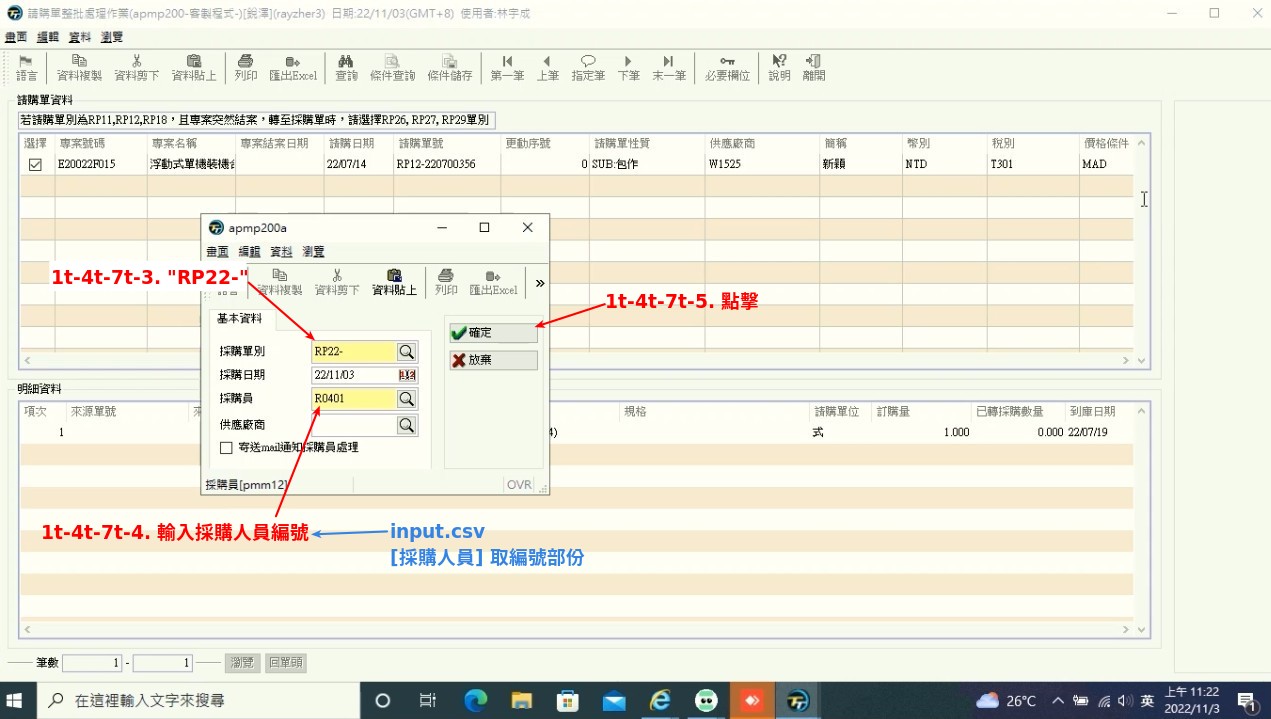 請購單整批處理作業(apmp200-客製程式-)[銳澤](rayzher3) 日期:22/11/03(GMT+8) 使用者:林宇成
畫面 編輯 資料 瀏覽
語言 資料複製 資料剪下 資料貼上 列印 匯出Excel 查詢 條件查詢 條件儲存 第一筆 上筆 指定筆 下筆 末一筆 必要欄位 說明 離開
請購單資料
若請購單別為RP11,RP12,RP18,且專案突然結案,轉至採購單時,請選擇RP26, RP27, RP29單別
選擇 專案號碼 專案名稱 專案結案日期 請購日期 請購單號 更動序號 請購單性質 供應廠商 簡稱 幣別 稅別 價格條件
E20022F015 浮動式單機裝機台 22/07/14 RP12-220700356 0 SUB:包作 W1525 新穎 NTD T301 MAD
apmp200a
畫面 編輯 資料 瀏覽
資料複製 資料剪下 資料貼上 列印 匯出Excel »
1t-4t-7t-3. "RP22-"
1t-4t-7t-5. 點擊
基本資料
採購單別 RP22-
採購日期 22/11/03
採購員 R0401
供應廠商
寄送mail通知採購員處理
確定
放棄
採購員[pmm12] OVR
明細資料
項次 來源單號 來 規格 請購單位 訂購量 已轉採購數量 到庫日期
1 4) 式 1.000 0.000 22/07/19
1t-4t-7t-4. 輸入採購人員編號
input.csv
[採購人員] 取編號部份
筆數 1 - 1 瀏覽 回單頭
在這裡輸入文字來搜尋
26°C 英 上午 11:22
2022/11/3
1